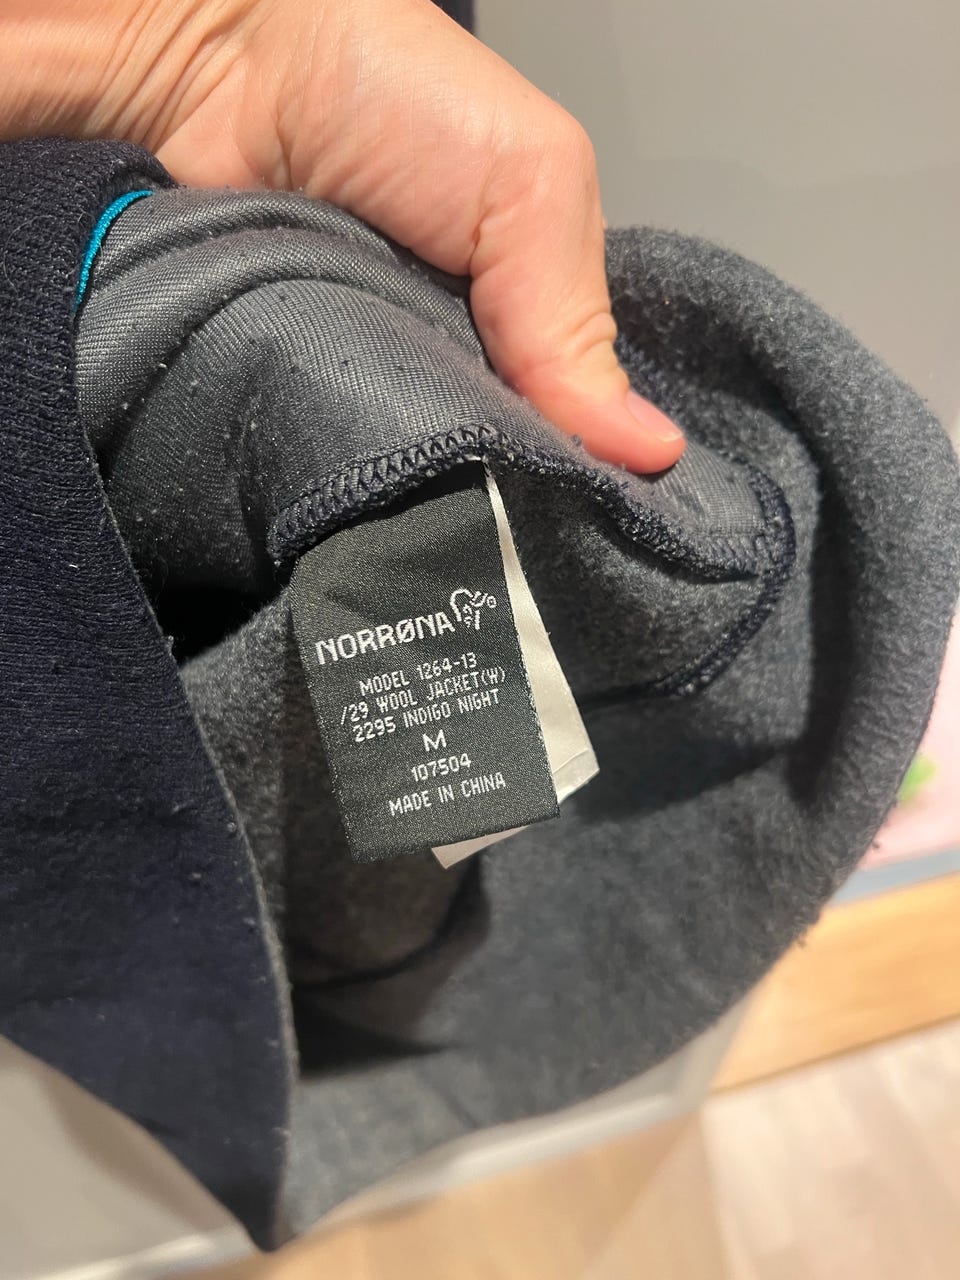 NORRØNA®
MODEL 1264-13
/29 WOOL JACKET(W)
2295 INDIGO NIGHT
M
107504
MADE IN CHINA